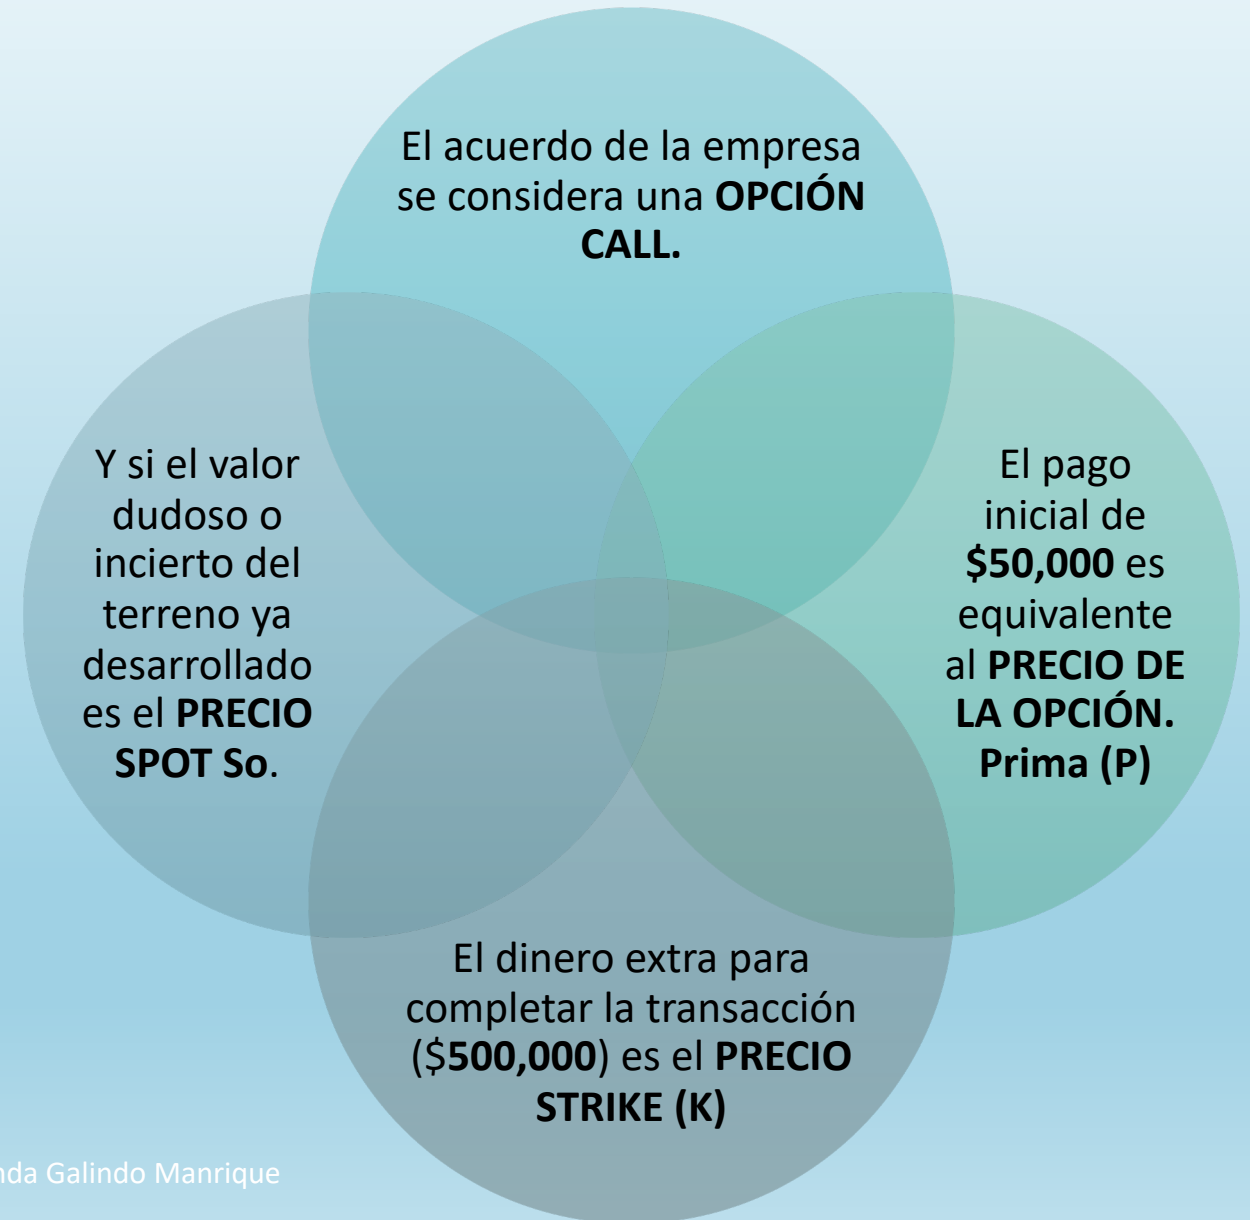 El acuerdo de la empresa
se considera una OPCIÓN
CALL.
Y si el valor
dudoso o
incierto del
terreno ya
desarrollado
es el PRECIO
SPOT So.
El pago
inicial de
$50,000 es
equivalente
al PRECIO DE
LA OPCIÓN.
Prima (P)
El dinero extra para
completar la transacción
($500,000) es el PRECIO
STRIKE (K)
Galindo Manrique